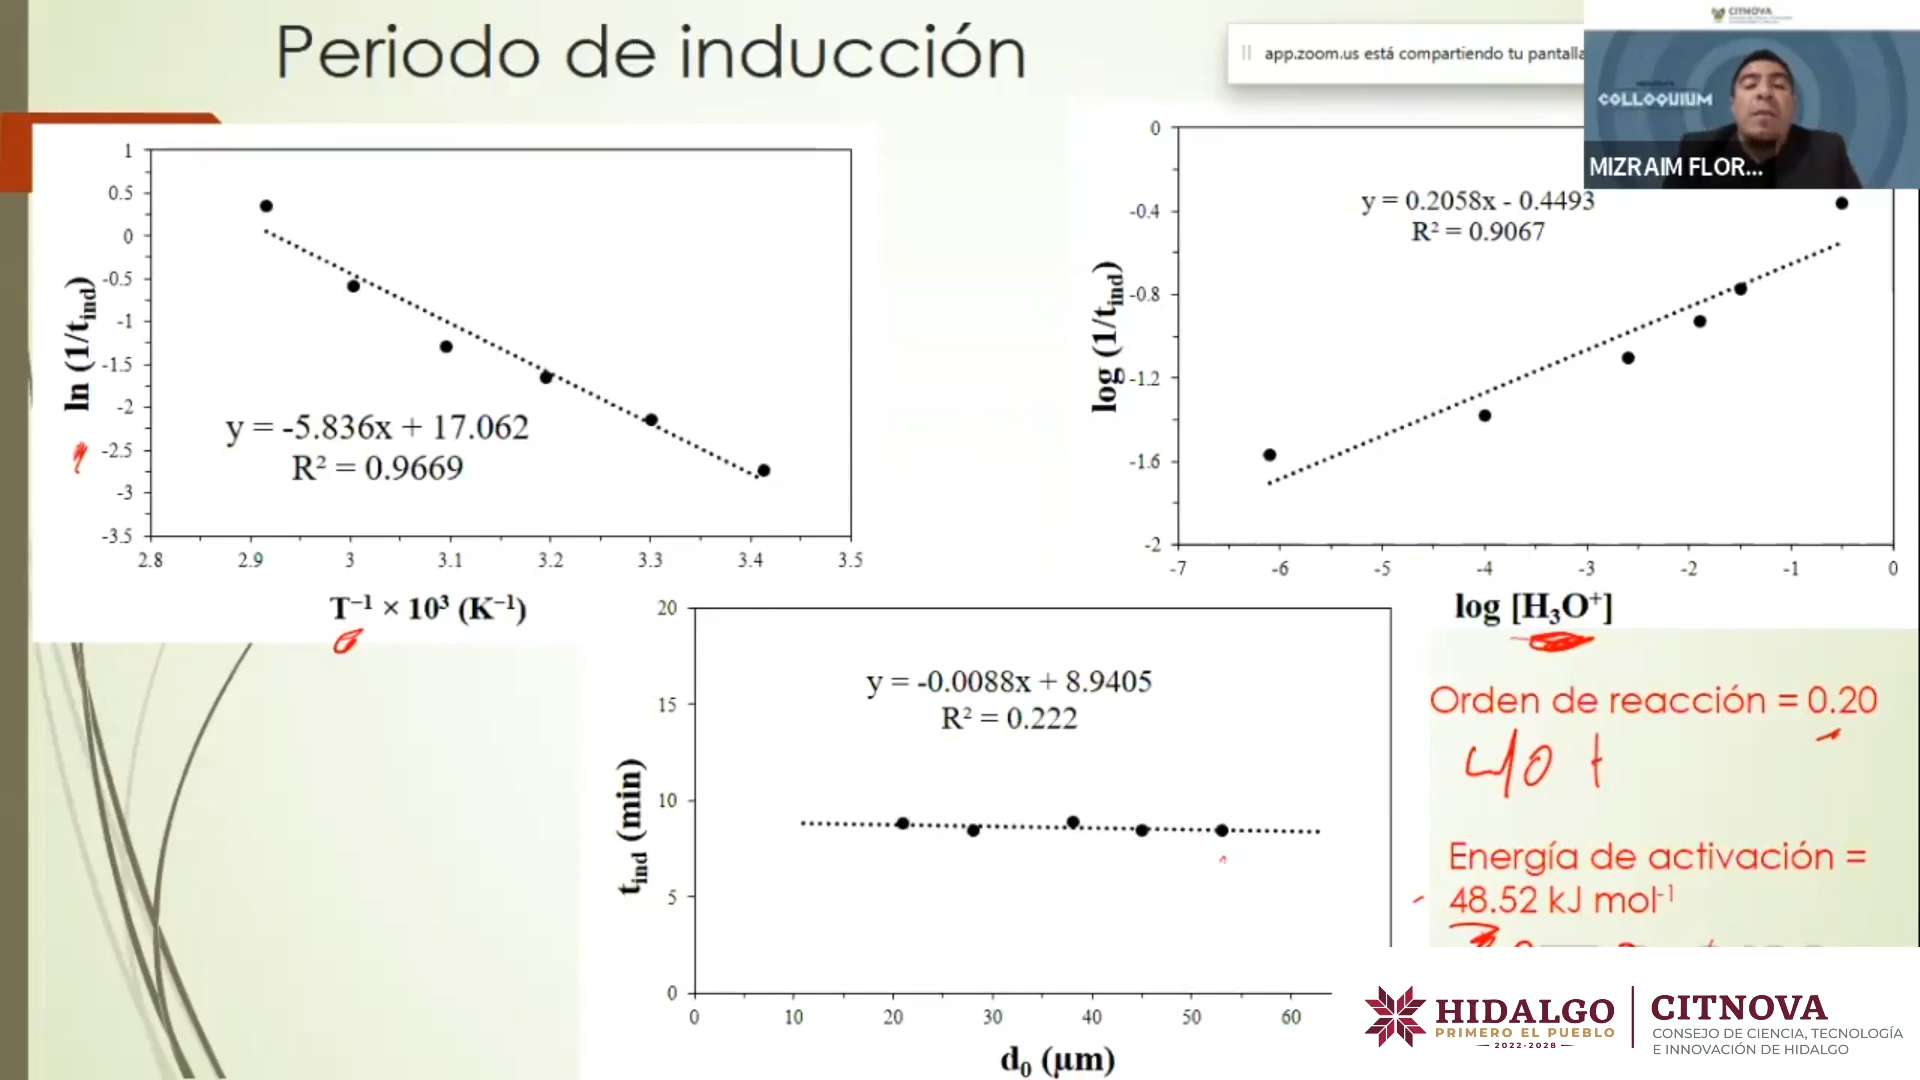 Periodo de inducción
app.zoom.us está compartiendo tu pantalla
CITNOVA
COLLOQUIUM
MIZRAIM FLOR...
1
0.5
0
-0.5
-1
-1.5
-2
-2.5
-3
-3.5
ln (1/tind)
y = -5.836x + 17.062
R² = 0.9669
2.8 2.9 3 3.1 3.2 3.3 3.4 3.5
T⁻¹ × 10³ (K⁻¹)
0
-0.4
-0.8
-1.2
-1.6
-2
log (1/tind)
y = 0.2058x - 0.4493
R² = 0.9067
-7 -6 -5 -4 -3 -2 -1 0
log [H₃O⁺]
20
15
10
5
0
tind (min)
y = -0.0088x + 8.9405
R² = 0.222
0 10 20 30 40 50 60
d₀ (µm)
Orden de reacción = 0.20
Energía de activación =
48.52 kJ mol⁻¹
HIDALGO
PRIMERO EL PUEBLO
2022-2028
CITNOVA
CONSEJO DE CIENCIA, TECNOLOGÍA
E INNOVACIÓN DE HIDALGO